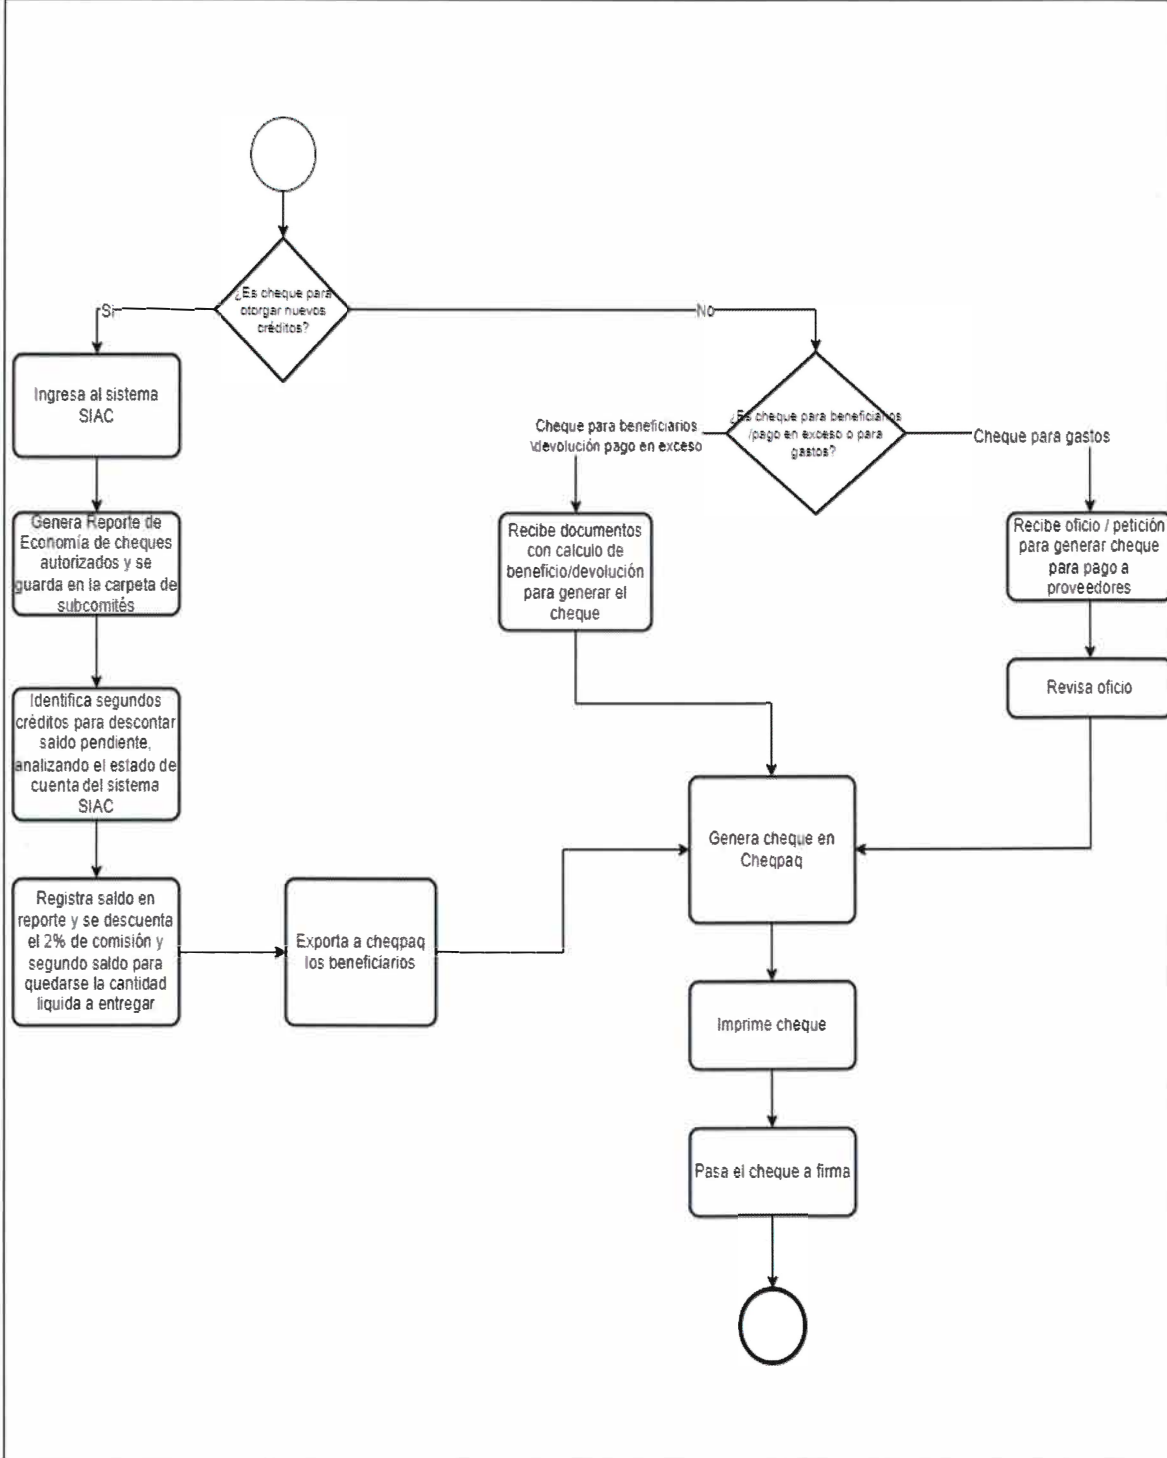 ¿Es cheque para
otorgar nuevos
créditos?
Si
No
Ingresa al sistema
SIAC
¿Es cheque para beneficiarios
/pago en exceso o para
gastos?
Cheque para beneficiarios
\devolución pago en exceso
Cheque para gastos
Genera Reporte de
Economía de cheques
autorizados y se
guarda en la carpeta de
subcomités
Recibe documentos
con calculo de
beneficio/devolución
para generar el
cheque
Recibe oficio / petición
para generar cheque
para pago a
proveedores
Revisa oficio
Identifica segundos
créditos para descontar
saldo pendiente,
analizando el estado de
cuenta del sistema
SIAC
Genera cheque en
Cheqpaq
Registra saldo en
reporte y se descuenta
el 2% de comisión y
segundo saldo para
quedarse la cantidad
liquida a entregar
Exporta a cheqpaq
los beneficiarios
Imprime cheque
Pasa el cheque a firma